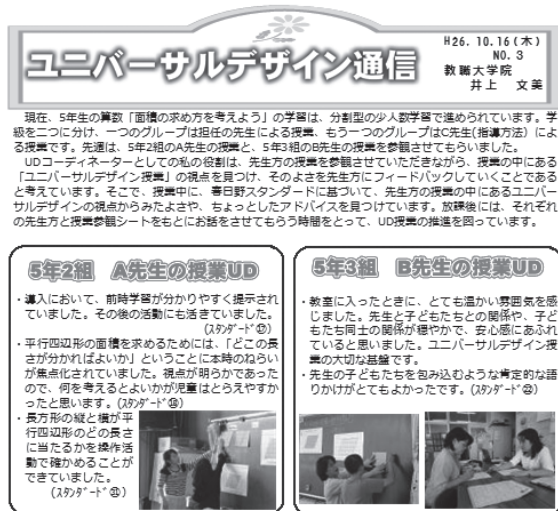 ユニバーサルデザイン通信
H26.10.16(木)
NO.3
教職大学院
井上 文美
現在、5年生の算数「面積の求め方を考えよう」の学習は、分割型の少人数学習で進められています。学
級を二つに分け、一つのグループは担任の先生による授業、もう一つのグループはC先生(指導方法)によ
る授業です。先週は、5年2組のA先生の授業と、5年3組のB先生の授業を参観させてもらいました。
UDコーディネーターとしての私の役割は、先生方の授業を参観させていただきながら、授業の中にある
「ユニバーサルデザイン授業」の視点を見つけ、そのよさを先生方にフィードバックしていくことである
と考えています。そこで、授業中に、春日野スタンダードに基づいて、先生方の授業の中にあるユニバー
サルデザインの視点からみたよさや、ちょっとしたアドバイスを見つけています。放課後には、それぞれ
の先生方と授業参観シートをもとにお話をさせてもらう時間をとって、UD授業の推進を図っています。
5年2組 A先生の授業UD
・導入において、前時学習が分かりやすく提示され
ていました。その後の活動にも活きていました。
(ｽﾀﾝﾀﾞｰﾄﾞ
・平行四辺形の面積を求めるためには、「どこの長
さが分かればよいか」ということに本時のねらい
が焦点化されていました。視点が明らかであった
ので、何を考えるとよいかが児童はとらえやすか
ったと思います。(ｽﾀﾝﾀﾞｰﾄﾞ
・長方形の縦と横が平
行四辺形のどの長さ
に当たるかを操作活
動で確かめることが
できていました。
(ｽﾀﾝﾀﾞｰﾄﾞ
5年3組 B先生の授業UD
・教室に入ったときに、とても温かい雰囲気を感
じました。先生と子どもたちとの関係や、子ど
もたち同士の関係が穏やかで、安心感にあふれ
ていると思いました。ユニバーサルデザイン授
業の大切な基盤です。
・先生の子どもたちを包み込むような肯定的な語
りかけがとてもよかったです。(ｽﾀﾝﾀﾞｰﾄﾞ